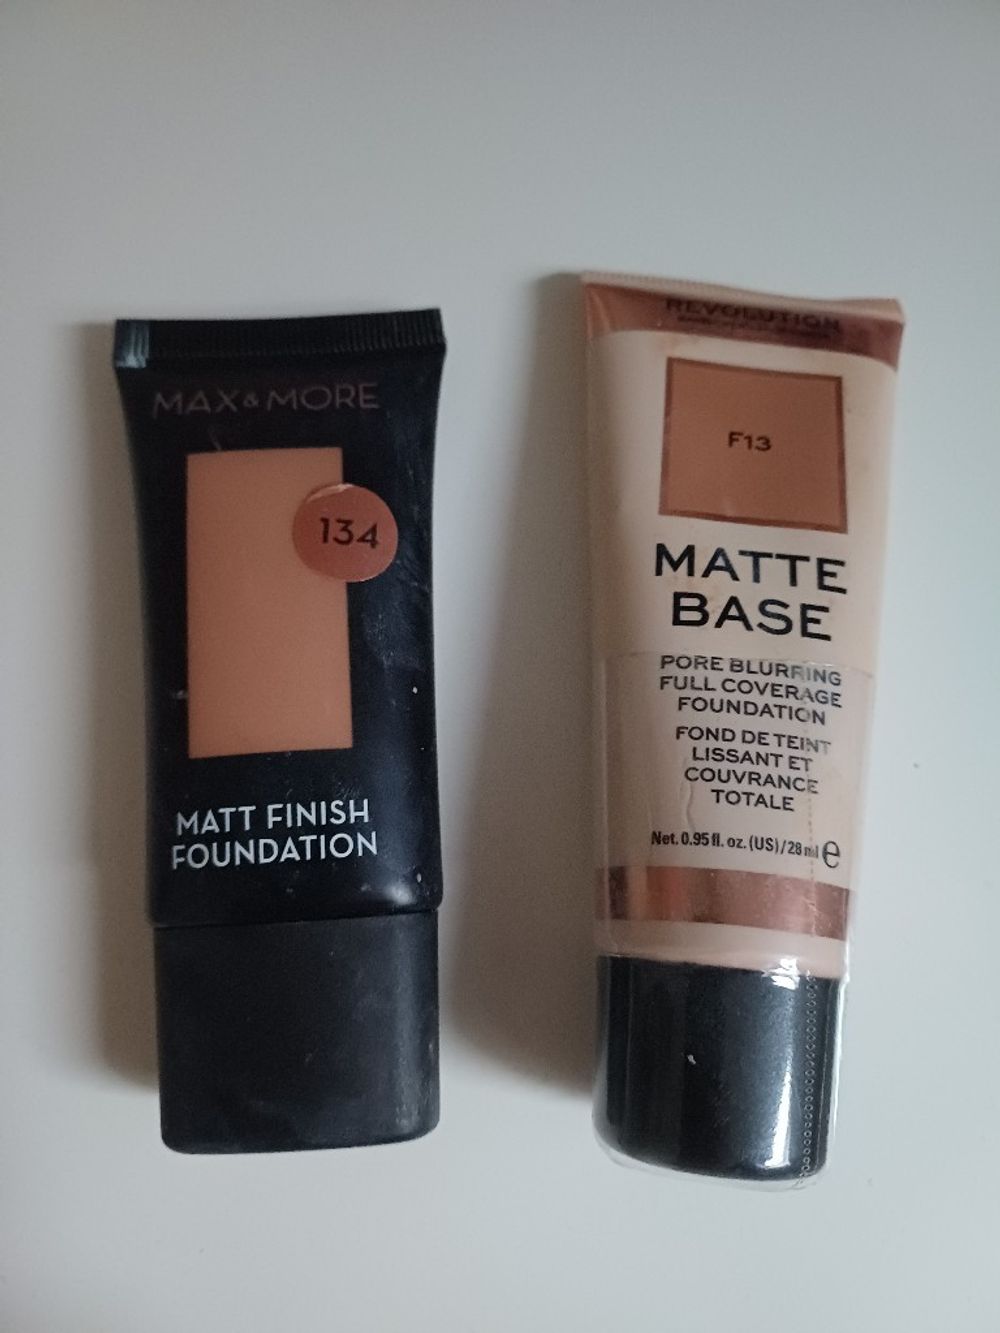 MAX & MORE
134
MATT FINISH
FOUNDATION
REVOLUTION
F13
MATTE
BASE
PORE BLURRING
FULL COVERAGE
FOUNDATION
FOND DE TEINT
LISSANT ET
COUVRANCE
TOTALE
Net. 0.95 fl. oz. (US) / 28 ml ℮